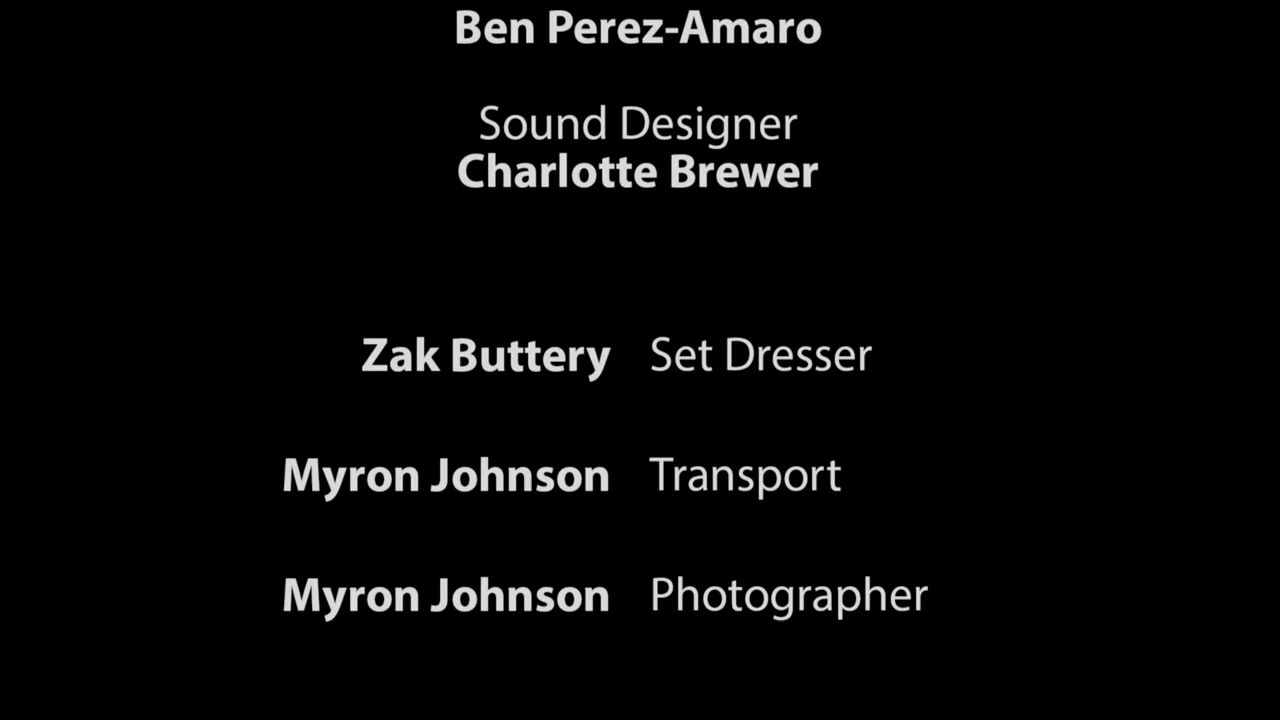 Ben Perez-Amaro
Sound Designer
Charlotte Brewer
Zak Buttery Set Dresser
Myron Johnson Transport
Myron Johnson Photographer